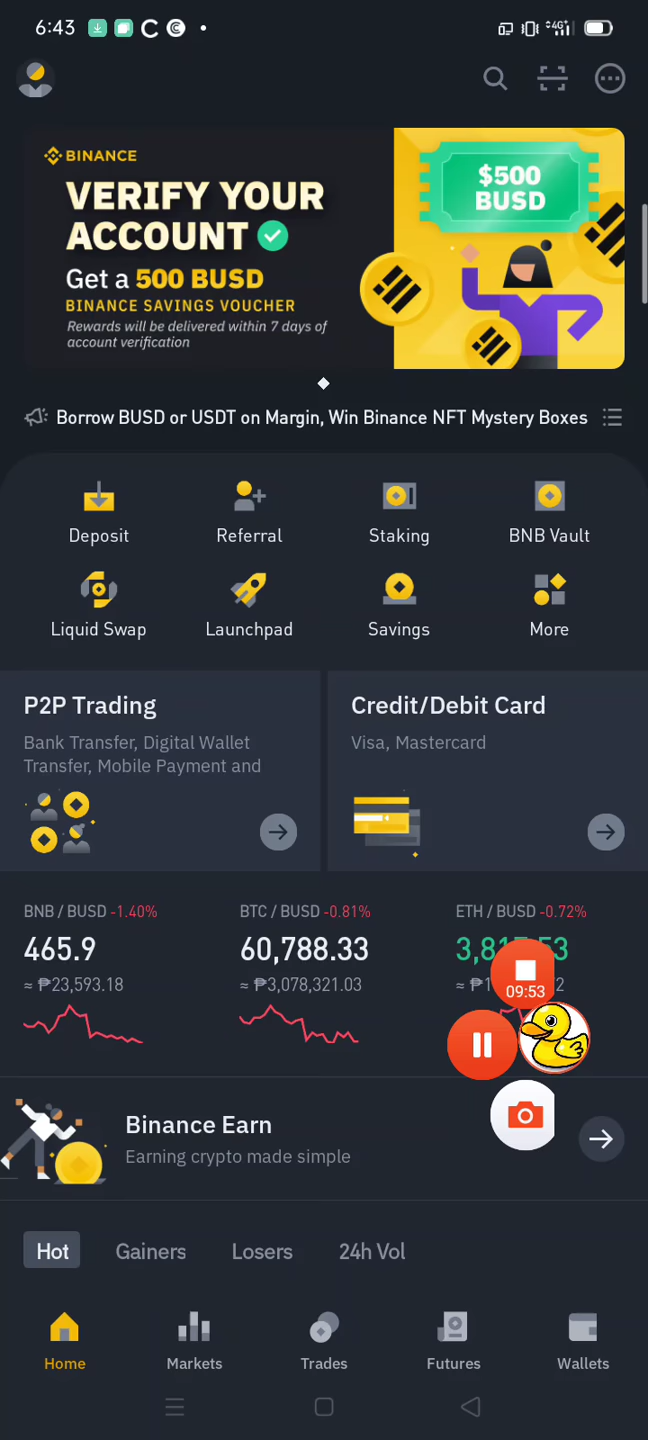 6:43
4G+
BINANCE
VERIFY YOUR
ACCOUNT
Get a 500 BUSD
BINANCE SAVINGS VOUCHER
Rewards will be delivered within 7 days of
account verification
$500
BUSD
Borrow BUSD or USDT on Margin, Win Binance NFT Mystery Boxes
Deposit Referral Staking BNB Vault
Liquid Swap Launchpad Savings More
P2P Trading
Bank Transfer, Digital Wallet
Transfer, Mobile Payment and
Credit/Debit Card
Visa, Mastercard
BNB / BUSD -1.40% BTC / BUSD -0.81% ETH / BUSD -0.72%
465.9 60,788.33
≈ ₱23,593.18 ≈ ₱3,078,321.03
09:53
Binance Earn
Earning crypto made simple
Hot Gainers Losers 24h Vol
Home Markets Trades Futures Wallets